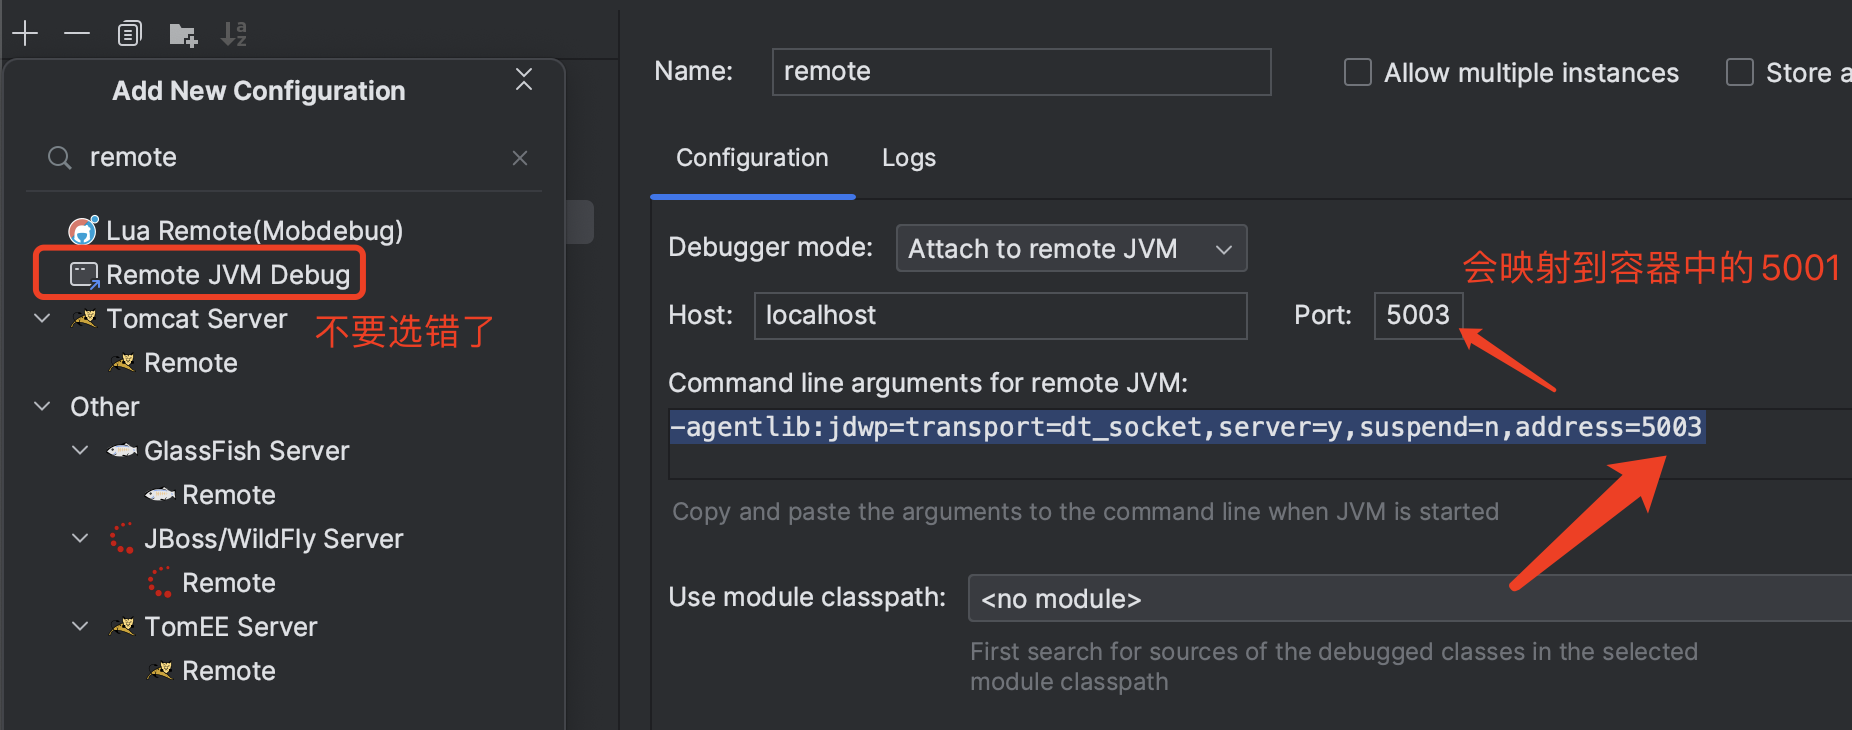 Add New Configuration
remote
Lua Remote(Mobdebug)
Remote JVM Debug
Tomcat Server
不要选错了
Remote
Other
GlassFish Server
Remote
JBoss/WildFly Server
Remote
TomEE Server
Remote
Name: remote
Allow multiple instances
Store a
Configuration Logs
Debugger mode: Attach to remote JVM
会映射到容器中的 5001
Host: localhost Port: 5003
Command line arguments for remote JVM:
-agentlib:jdwp=transport=dt_socket,server=y,suspend=n,address=5003
Copy and paste the arguments to the command line when JVM is started
Use module classpath: <no module>
First search for sources of the debugged classes in the selected
module classpath